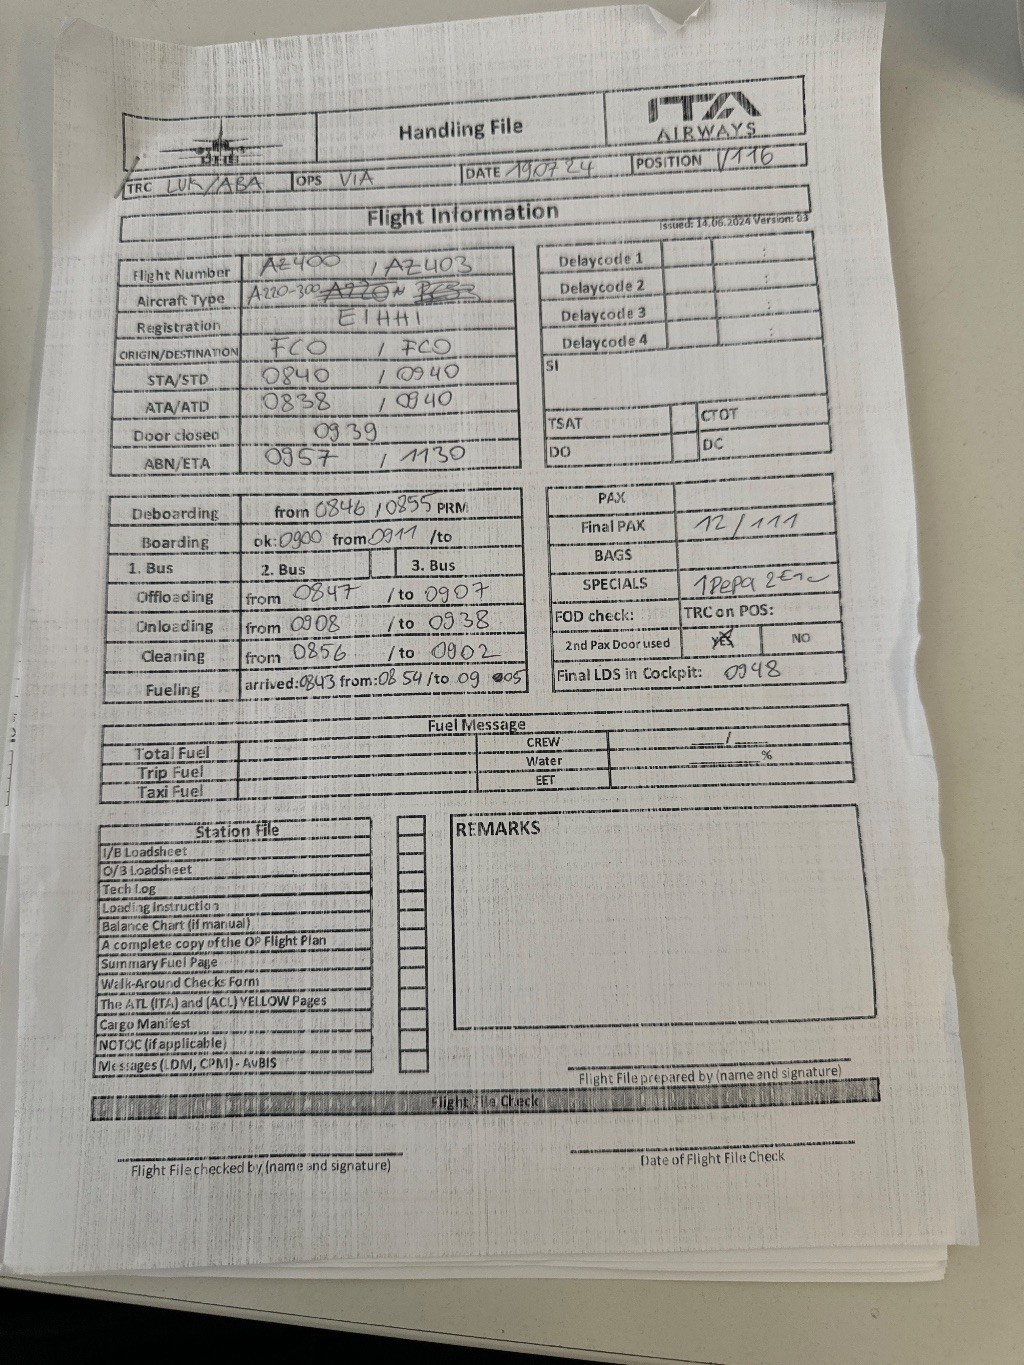 Handling File
ITA
AIRWAYS
TRC LUK/ABA OPS VIA DATE 190724 POSITION V116
Flight Information
Issued: 14.06.2024 Version: 03
Flight Number AZ400 / AZ403
Aircraft Type A220-300
Registration EIHHI
ORIGIN/DESTINATION FCO / FCO
STA/STD 0840 / 0940
ATA/ATD 0838 / 0940
Door closed 0939
ABN/ETA 0957 / 1130
Delaycode 1 :
Delaycode 2 :
Delaycode 3 :
Delaycode 4 :
SI
TSAT CTOT
DO DC
Deboarding from 0846 / 0855 PRM
Boarding ok: 0900 from 0911 /to
1. Bus 2. Bus 3. Bus
Offloading from 0847 / to 0907
Onloading from 0908 / to 0938
Cleaning from 0856 / to 0902
Fueling arrived: 0843 from: 0854 /to 09 05
PAX
Final PAX 12 / 111
BAGS
SPECIALS 1Pepa
FOD check: TRC on POS:
2nd Pax Door used YES NO
Final LDS in Cockpit: 0948
Fuel Message
Total Fuel CREW /
Trip Fuel Water %
Taxi Fuel EET
Station File
I/B Loadsheet
O/B Loadsheet
Tech Log
Loading Instruction
Balance Chart (if manual)
A complete copy of the OP Flight Plan
Summary Fuel Page
Walk-Around Checks Form
The ATL (ITA) and (ACL) YELLOW Pages
Cargo Manifest
NOTOC (if applicable)
Messages (LDM, CPM) - AvBIS
REMARKS
Flight File prepared by (name and signature)
Flight File Check
Flight File checked by (name and signature)
Date of Flight File Check